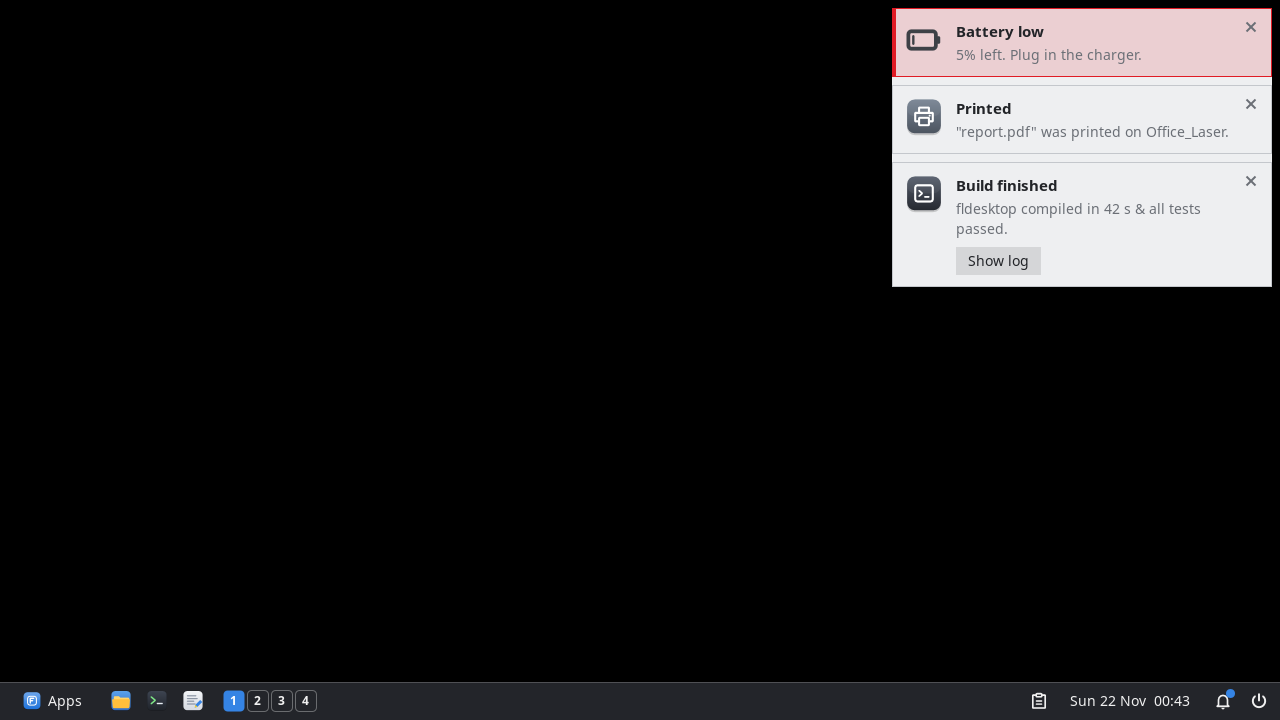 Battery low
5% left. Plug in the charger.
Printed
"report.pdf" was printed on Office_Laser.
Build finished
fldesktop compiled in 42 s & all tests
passed.
Show log
Apps
1 2 3 4
Sun 22 Nov 00:43